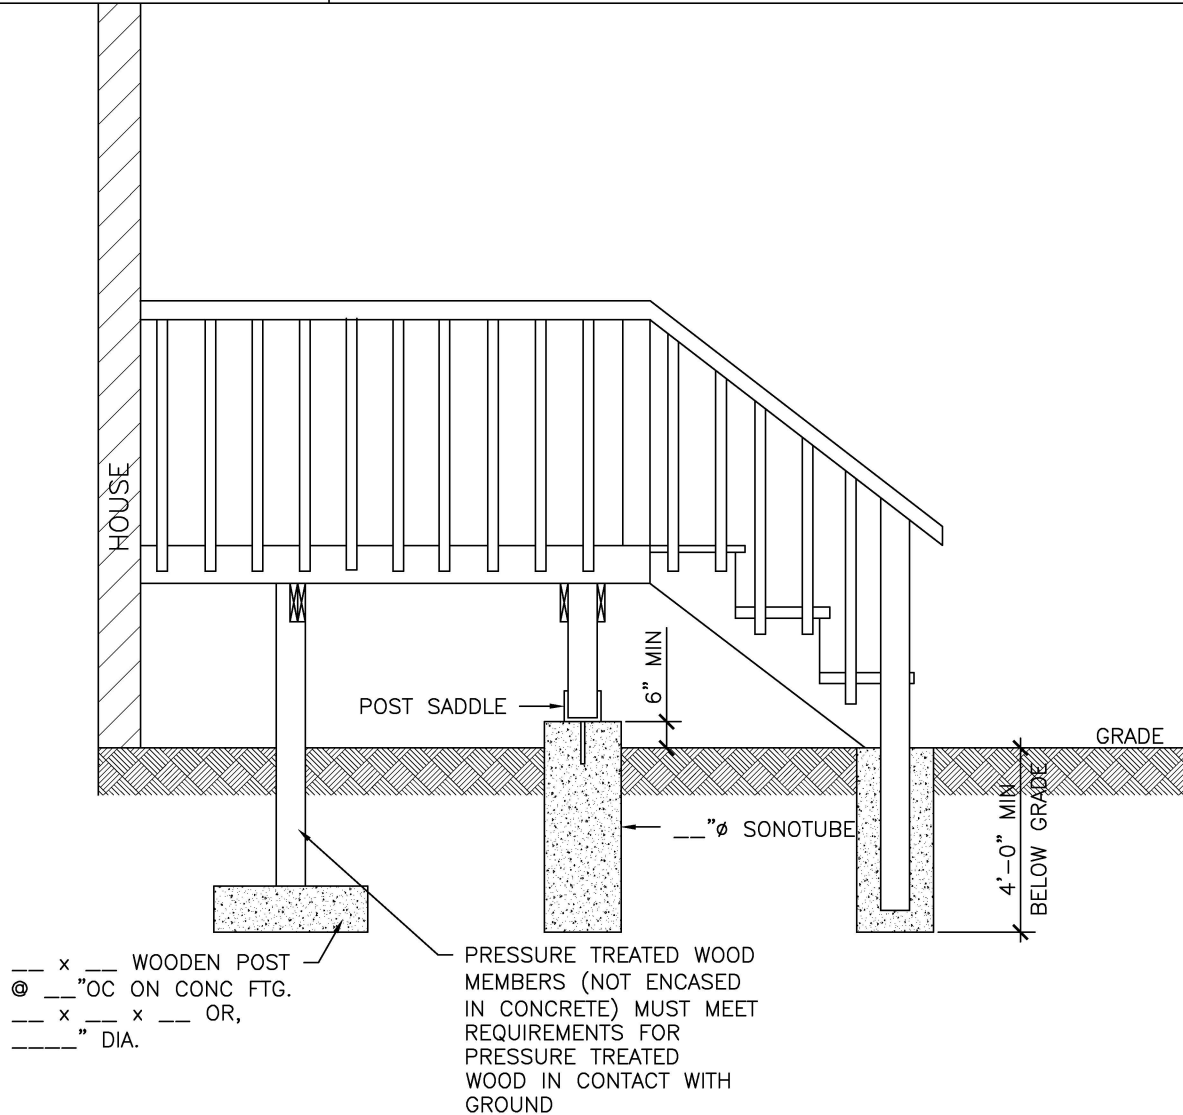 HOUSE
6" MIN
POST SADDLE
GRADE
__"ø SONOTUBE
4'-0" MIN
BELOW GRADE
__ x __ WOODEN POST
@ __"OC ON CONC FTG.
__ x __ x __ OR,
____" DIA.
PRESSURE TREATED WOOD
MEMBERS (NOT ENCASED
IN CONCRETE) MUST MEET
REQUIREMENTS FOR
PRESSURE TREATED
WOOD IN CONTACT WITH
GROUND